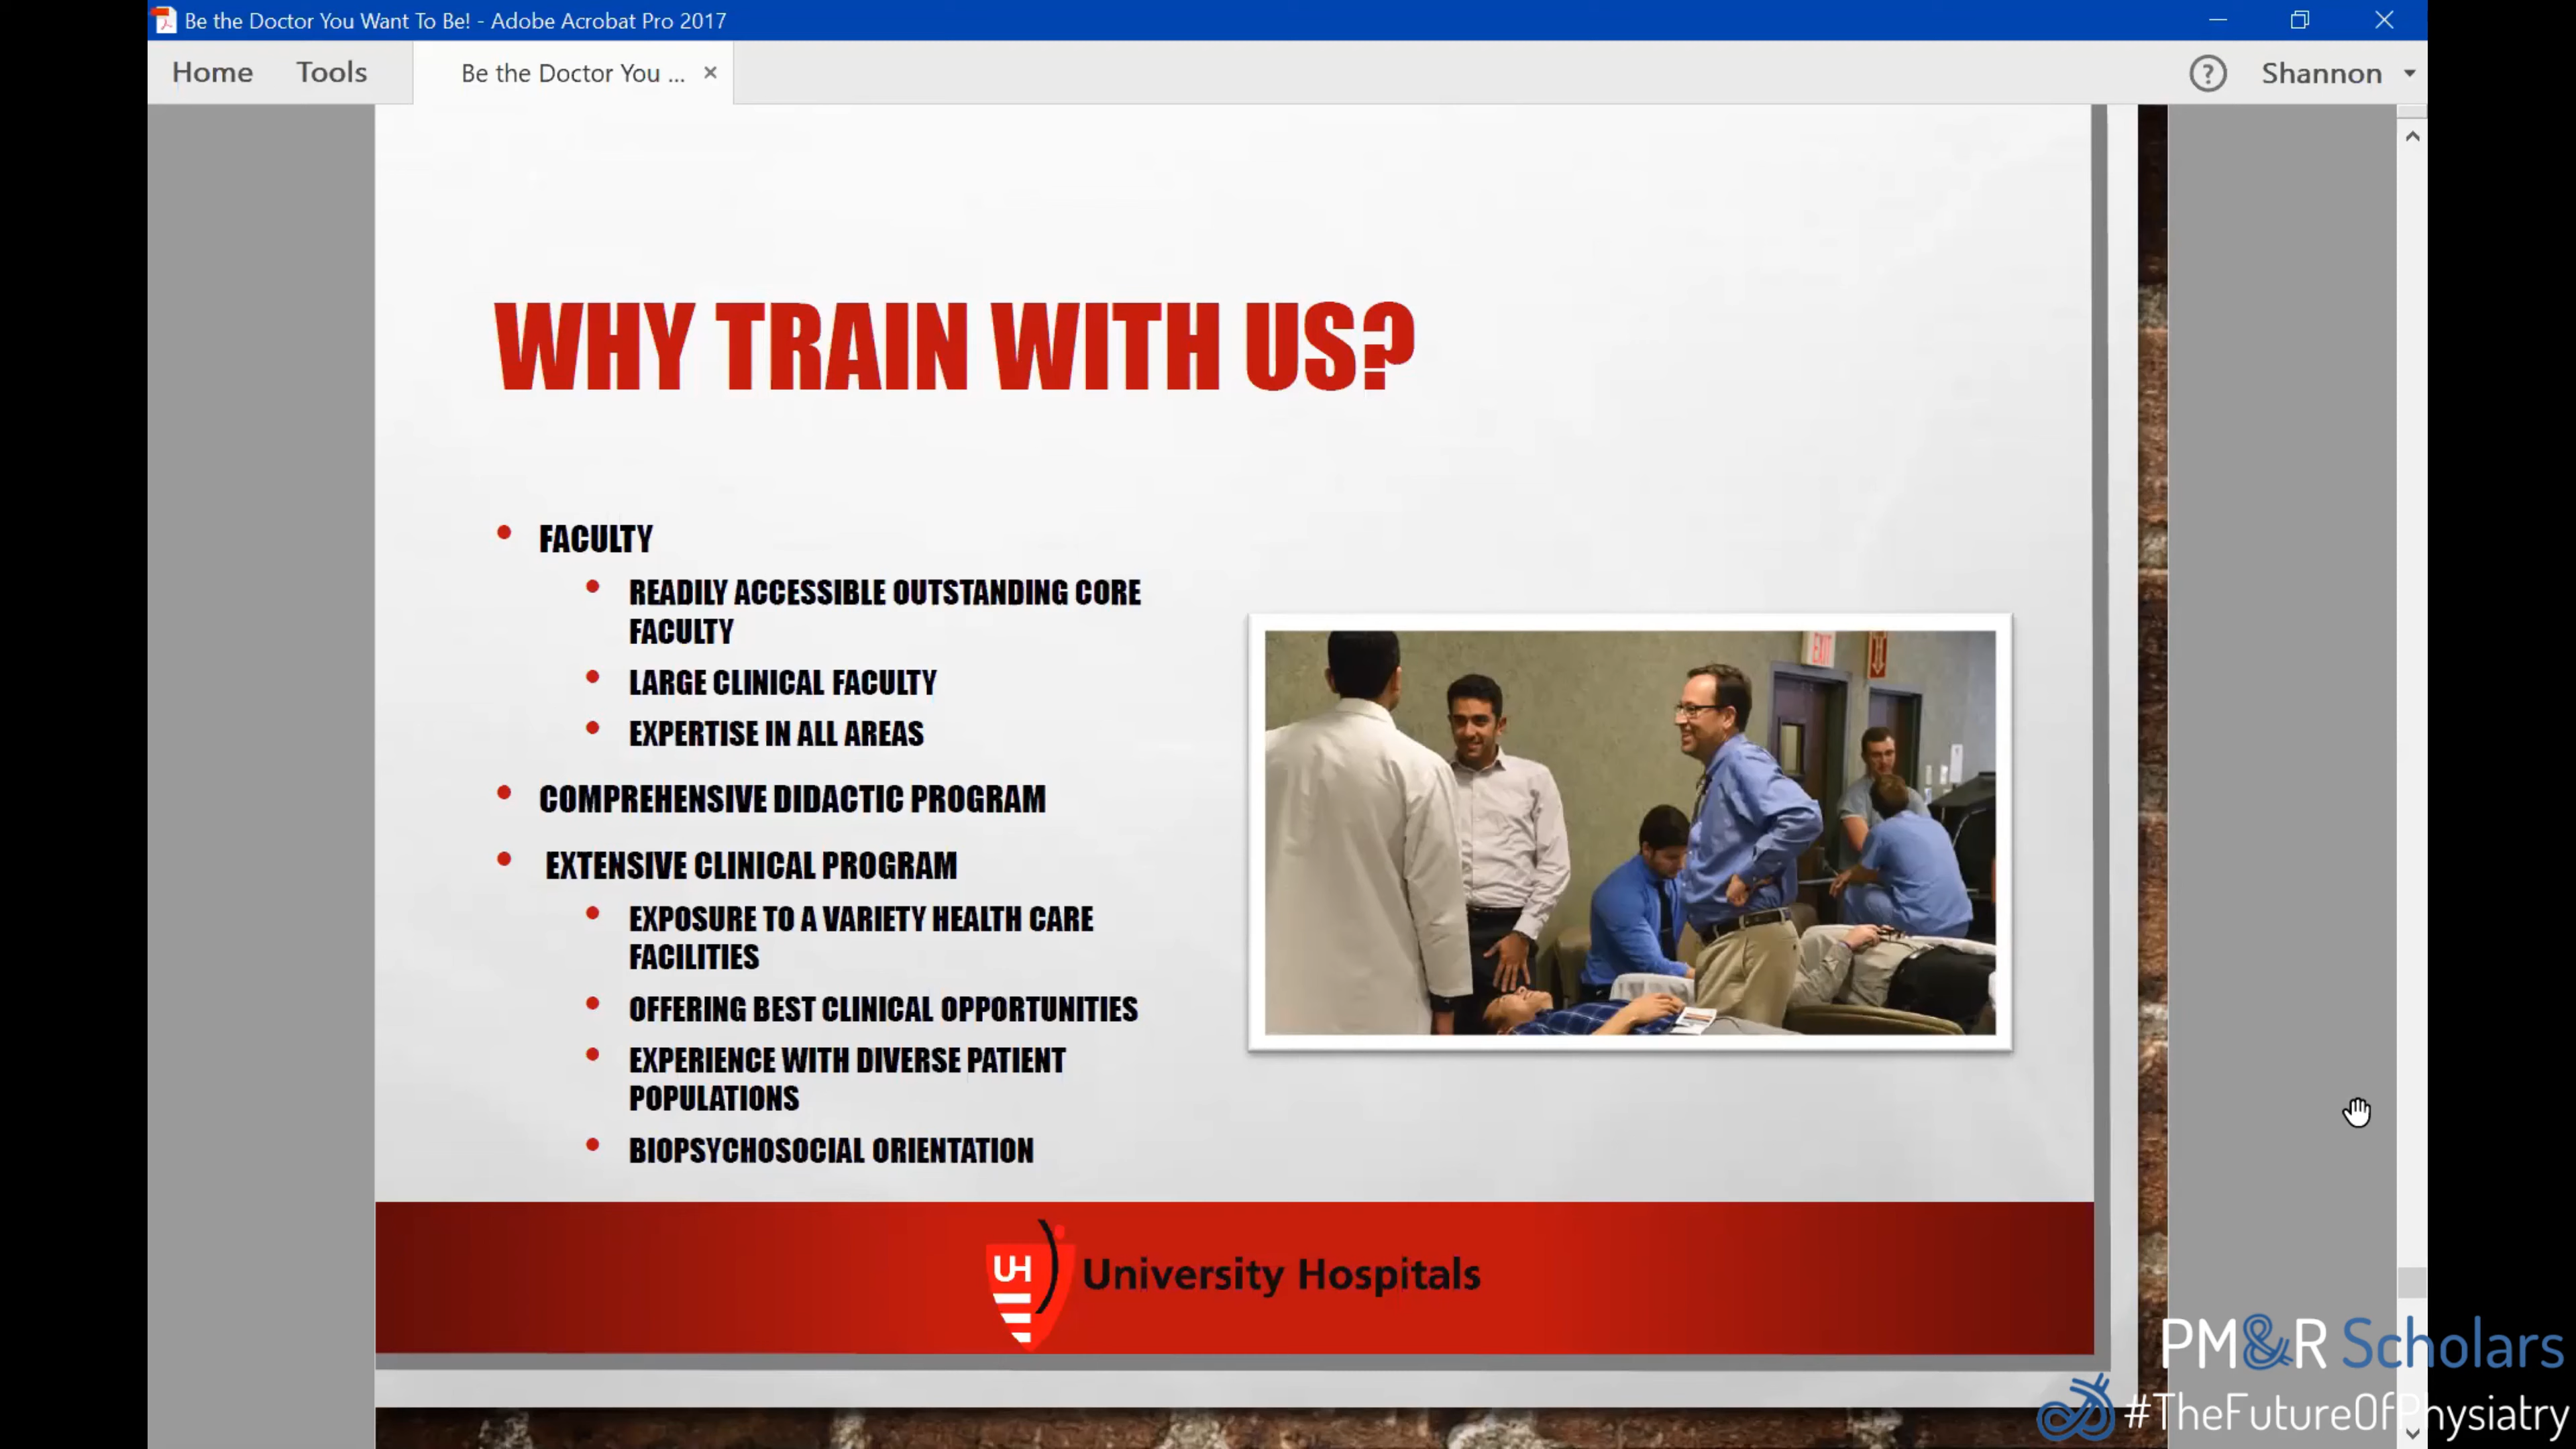 Be the Doctor You Want To Be! - Adobe Acrobat Pro 2017
Home
Tools
Be the Doctor You ...
Shannon
WHY TRAIN WITH US?
• FACULTY
• READILY ACCESSIBLE OUTSTANDING CORE
FACULTY
• LARGE CLINICAL FACULTY
• EXPERTISE IN ALL AREAS
• COMPREHENSIVE DIDACTIC PROGRAM
• EXTENSIVE CLINICAL PROGRAM
• EXPOSURE TO A VARIETY HEALTH CARE
FACILITIES
• OFFERING BEST CLINICAL OPPORTUNITIES
• EXPERIENCE WITH DIVERSE PATIENT
POPULATIONS
• BIOPSYCHOSOCIAL ORIENTATION
EXIT
UH University Hospitals
PM&R Scholars
#TheFutureOfPhysiatry